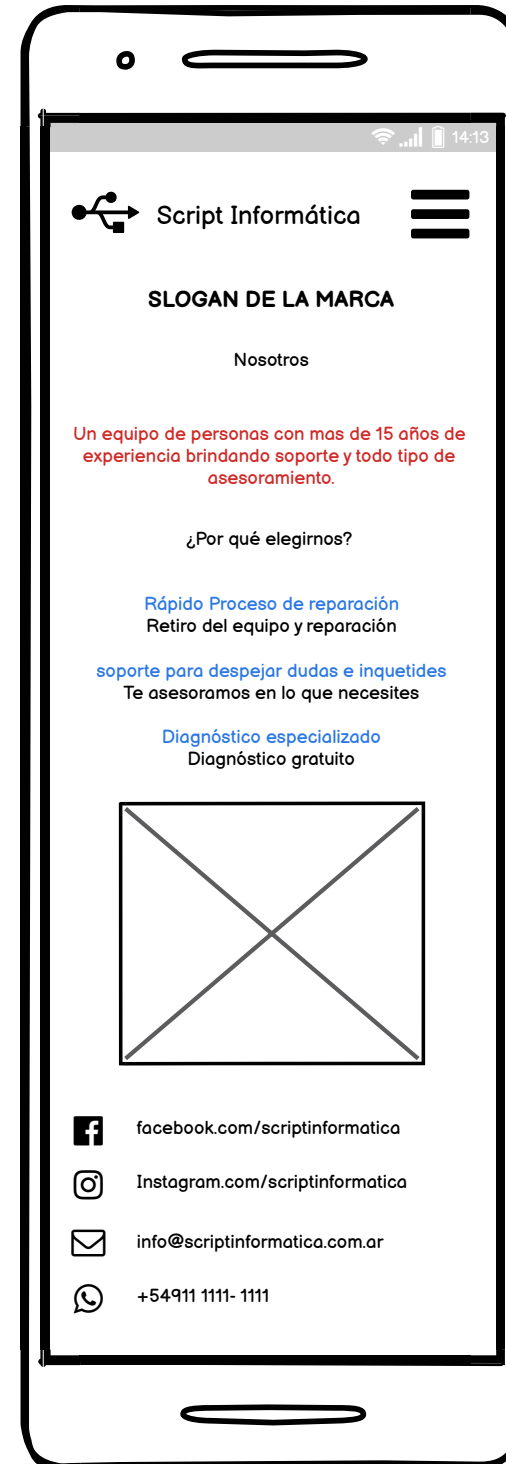 14:13
Script Informática
SLOGAN DE LA MARCA
Nosotros
Un equipo de personas con mas de 15 años de
experiencia brindando soporte y todo tipo de
asesoramiento.
¿Por qué elegirnos?
Rápido Proceso de reparación
Retiro del equipo y reparación
soporte para despejar dudas e inquetides
Te asesoramos en lo que necesites
Diagnóstico especializado
Diagnóstico gratuito
facebook.com/scriptinformatica
Instagram.com/scriptinformatica
info@scriptinformatica.com.ar
+54911 1111- 1111